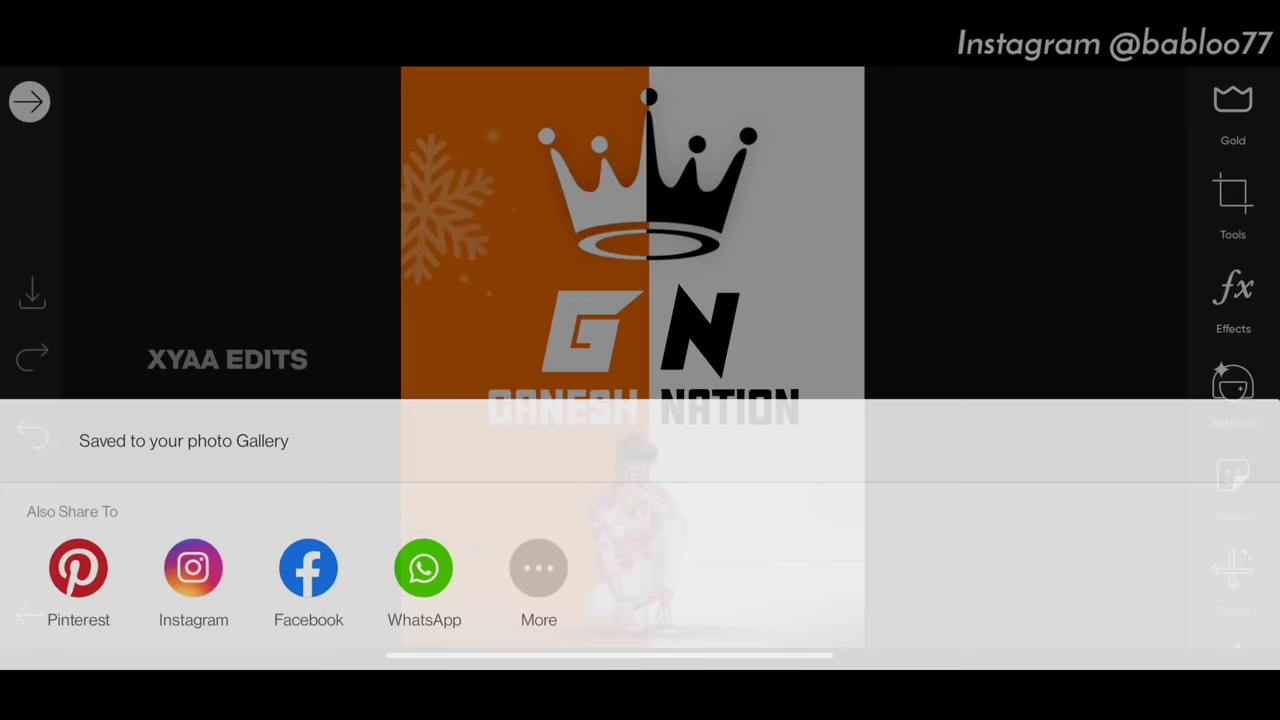 Instagram @babloo77
Gold
Tools
G N
Effects
XYAA EDITS
GANESH NATION
Saved to your photo Gallery
Also Share To
Pinterest
Instagram
Facebook
WhatsApp
More